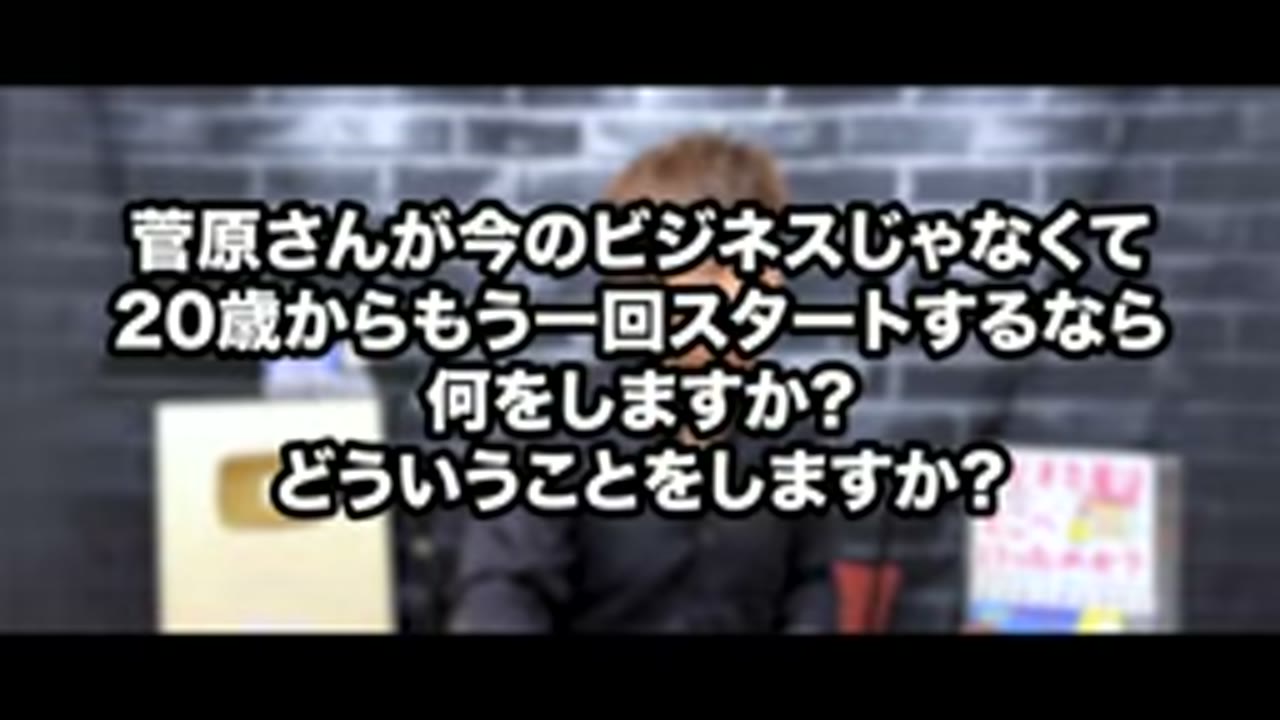 菅原さんが今のビジネスじゃなくて
20歳からもう一回スタートするなら
何をしますか?
どういうことをしますか?